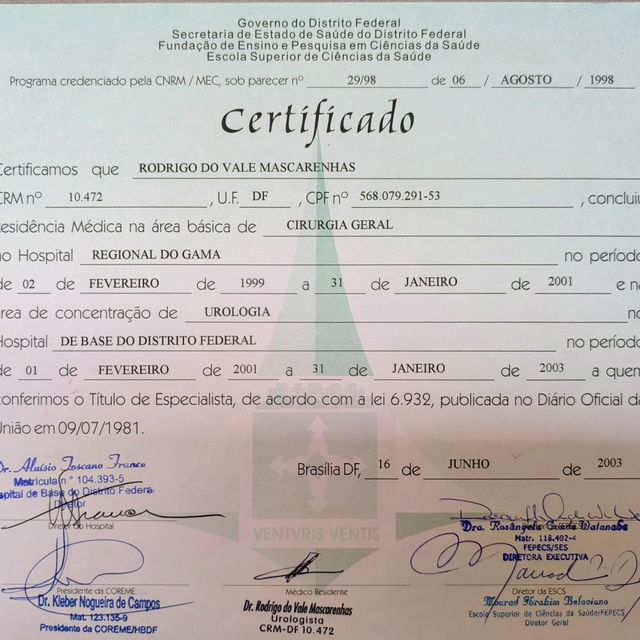 Governo do Distrito Federal
Secretaria de Estado de Saúde do Distrito Federal
Fundação de Ensino e Pesquisa em Ciências da Saúde
Escola Superior de Ciências da Saúde
Programa credenciado pela CNRM / MEC, sob parecer nº 29/98 de 06 / AGOSTO / 1998
Certificado
Certificamos que RODRIGO DO VALE MASCARENHAS
CRM nº 10.472 , U.F. DF , CPF nº 568.079.291-53 , concluiu
Residência Médica na área básica de CIRURGIA GERAL
no Hospital REGIONAL DO GAMA no período
de 02 de FEVEREIRO de 1999 a 31 de JANEIRO de 2001 e na
área de concentração de UROLOGIA no
Hospital DE BASE DO DISTRITO FEDERAL no período
de 01 de FEVEREIRO de 2001 a 31 de JANEIRO de 2003 a quem
conferimos o Título de Especialista, de acordo com a lei 6.932, publicada no Diário Oficial da
União em 09/07/1981.
Brasília DF, 16 de JUNHO de 2003
Dr. Aluísio Toscano Franca
Matrícula nº 104.393-5
Hospital de Base do Distrito Federal
Diretor
Diretor do Hospital
VENTVRIS VENTIS
Dra. Rosângela Watanabe
Matr. 118.402-4
FEPECS/SES
DIRETORA EXECUTIVA
Presidente da COREME
Dr. Kleber Nogueira de Campos
Mat. 123.135-9
Presidente da COREME/HBDF
Médico Residente
Dr. Rodrigo do Vale Mascarenhas
Urologista
CRM-DF 10.472
Diretor da ESCS
Mourad Ibrahim Belaciano
Escola Superior de Ciências da Saúde/FEPECS
Diretor Geral